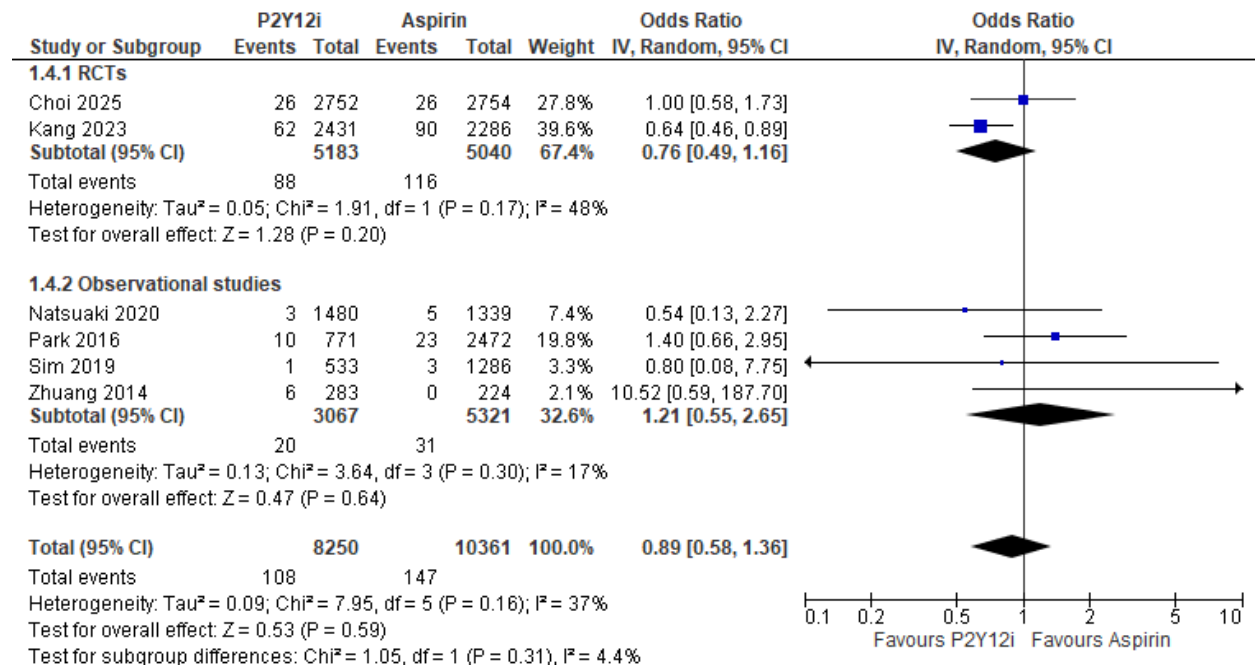 P2Y12i Aspirin Odds Ratio Odds Ratio
Study or Subgroup Events Total Events Total Weight IV, Random, 95% CI IV, Random, 95% CI
1.4.1 RCTs
Choi 2025 26 2752 26 2754 27.8% 1.00 [0.58, 1.73]
Kang 2023 62 2431 90 2286 39.6% 0.64 [0.46, 0.89]
Subtotal (95% CI) 5183 5040 67.4% 0.76 [0.49, 1.16]
Total events 88 116
Heterogeneity: Tau² = 0.05; Chi² = 1.91, df = 1 (P = 0.17); I² = 48%
Test for overall effect: Z = 1.28 (P = 0.20)
1.4.2 Observational studies
Natsuaki 2020 3 1480 5 1339 7.4% 0.54 [0.13, 2.27]
Park 2016 10 771 23 2472 19.8% 1.40 [0.66, 2.95]
Sim 2019 1 533 3 1286 3.3% 0.80 [0.08, 7.75]
Zhuang 2014 6 283 0 224 2.1% 10.52 [0.59, 187.70]
Subtotal (95% CI) 3067 5321 32.6% 1.21 [0.55, 2.65]
Total events 20 31
Heterogeneity: Tau² = 0.13; Chi² = 3.64, df = 3 (P = 0.30); I² = 17%
Test for overall effect: Z = 0.47 (P = 0.64)
Total (95% CI) 8250 10361 100.0% 0.89 [0.58, 1.36]
Total events 108 147
Heterogeneity: Tau² = 0.09; Chi² = 7.95, df = 5 (P = 0.16); I² = 37%
Test for overall effect: Z = 0.53 (P = 0.59)
Test for subgroup differences: Chi² = 1.05, df = 1 (P = 0.31), I² = 4.4%
0.1 0.2 0.5 1 2 5 10
Favours P2Y12i Favours Aspirin